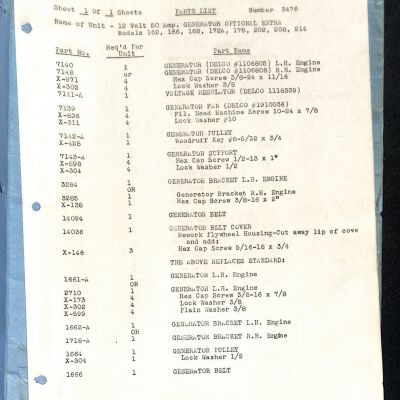 Sheet 1 Of 1 Sheets PARTS LIST Number 3476
Name of Unit - 12 Volt 50 Amp. GENERATOR OPTIONAL EXTRA
Models 162, 166, 168, 172A, 178, 202, 208, 214
Part No. Req'd Per Unit Part Name
7140 1 GENERATOR (DELCO #1106805) L.H. Engine
7148 or GENERATOR (DELCO #1106805) R.H. Engine
X-971 4 Hex Cap Screw 3/8-24 x 11/16
X-302 4 Lock Washer 3/8
7141-A 1 VOLTAGE REGULATOR (DELCO 1118339)
7139 1 GENERATOR FAN (DELCO #1910036)
X-836 4 Fil. Head Machine Screw 10-24 x 7/8
X-311 4 Lock Washer #10
7142-A 1 GENERATOR PULLEY
X-428 1 Woodruff Key #5-5/32 x 3/4
7143-A 1 GENERATOR SUPPORT
X-898 4 Hex Cap Screw 1/2-13 x 1"
X-304 4 Lock Washer 1/2
3284 1 GENERATOR BRACKET L.H. ENGINE
OR
3285 1 Generator Bracket R.H. Engine
X-138 1 Hex Cap Screw 3/8-16 x 2"
14094 1 GENERATOR BELT
14036 1 GENERATOR BELT COVER
Rework flywheel Housing-Cut away lip of cove
and add:
X-146 3 Hex Cap Screw 5/16-18 x 3/4
THE ABOVE REPLACES STANDARD:
1661-A 1 GENERATOR L.H. Engine
OR
2710 1 GENERATOR L.H. Engine
X-173 4 Hex Cap Screw 3/8-16 x 7/8
X-302 4 Lock Washer 3/8
X-599 4 Plain Washer 3/8
1662-A 1 GENERATOR BRACKET L.H. Engine
OR
1718-A 1 GENERATOR BRACKET R.H. Engine
1664 1 GENERATOR PULLEY
X-304 1 Lock Washer 1/2
1666 1 GENERATOR BELT